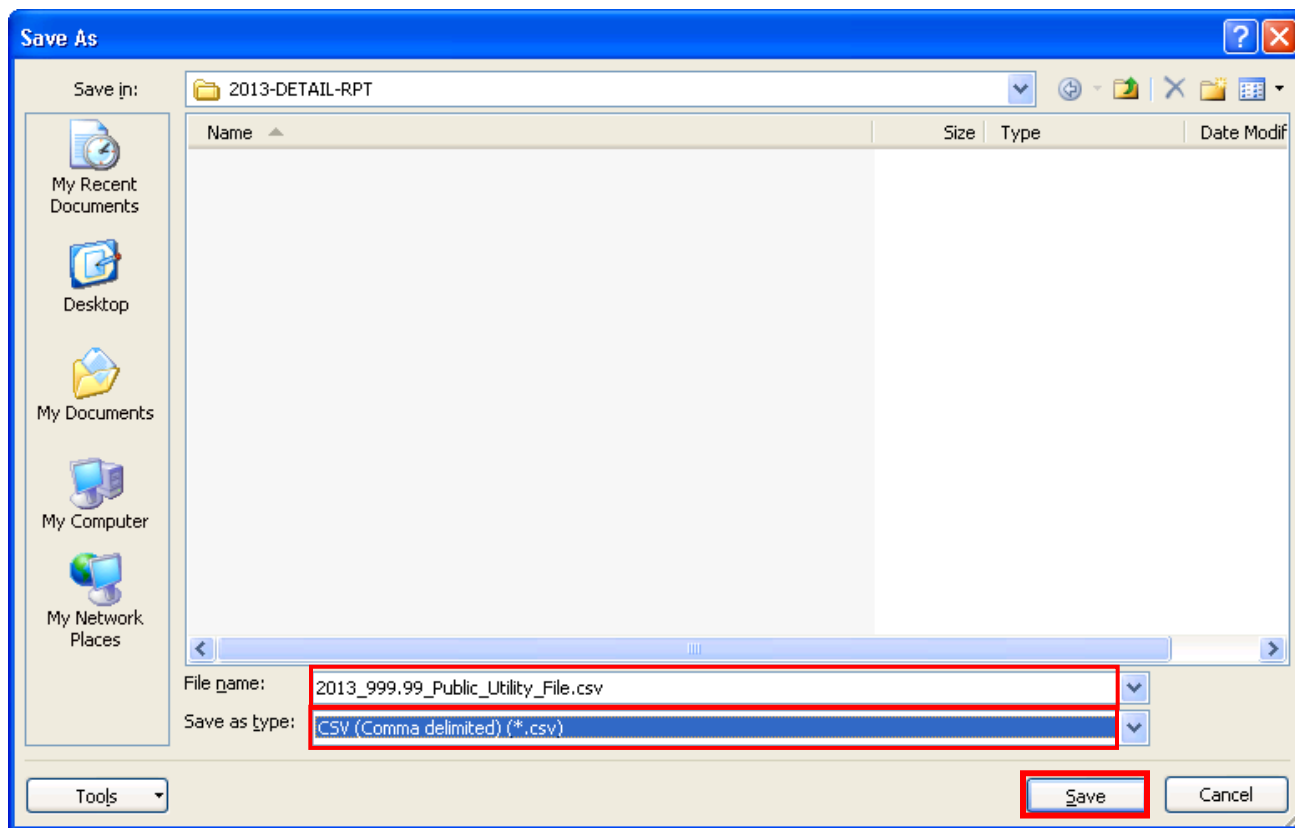 Save As
Save in:
2013-DETAIL-RPT
Name
Size
Type
Date Modif
My Recent
Documents
Desktop
My Documents
My Computer
My Network
Places
File name:
2013_999.99_Public_Utility_File.csv
Save as type:
CSV (Comma delimited) (*.csv)
Tools
Save
Cancel